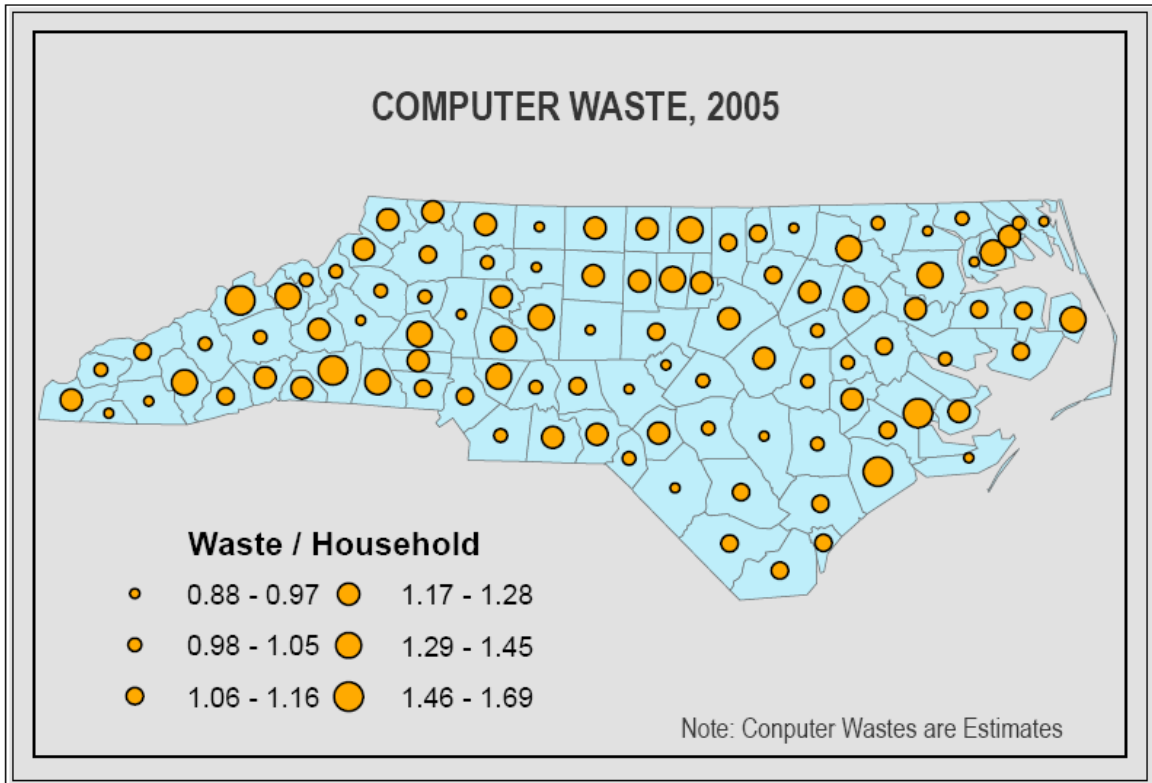 COMPUTER WASTE, 2005
Waste / Household
0.88 - 0.97
1.17 - 1.28
0.98 - 1.05
1.29 - 1.45
1.06 - 1.16
1.46 - 1.69
Note: Conputer Wastes are Estimates